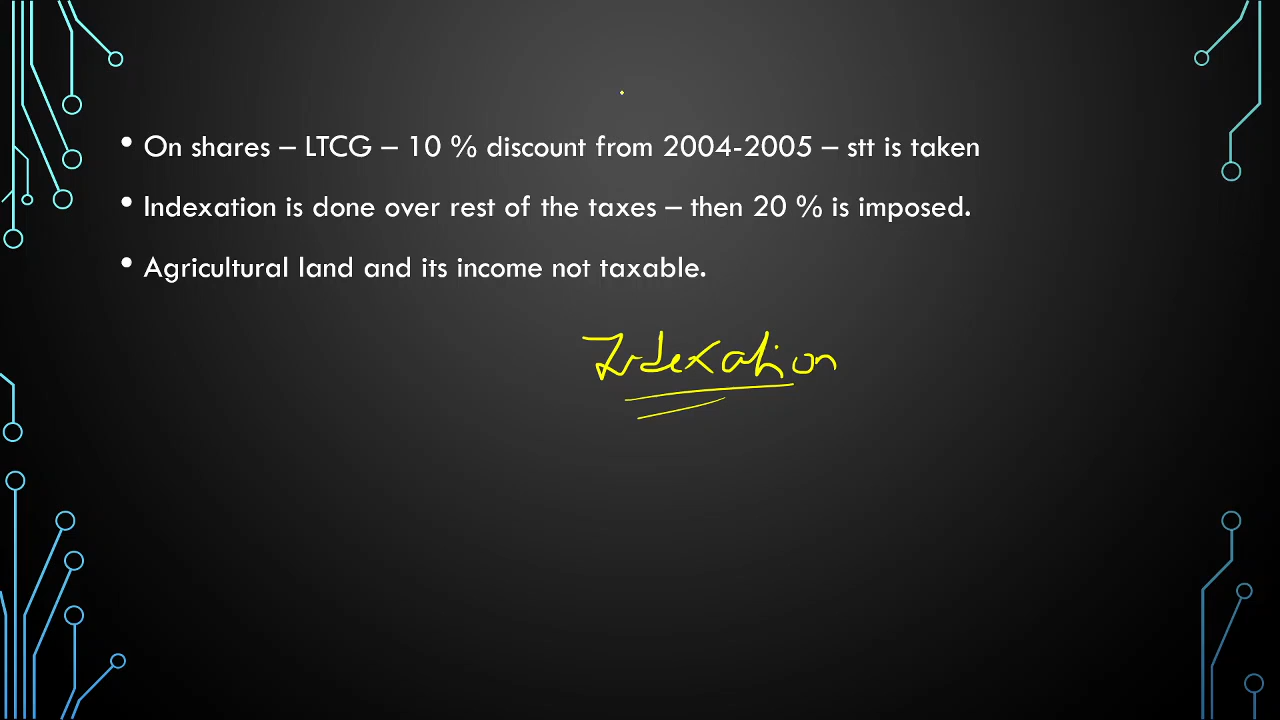 • On shares – LTCG – 10 % discount from 2004-2005 – stt is taken
• Indexation is done over rest of the taxes – then 20 % is imposed.
• Agricultural land and its income not taxable.
Indexation